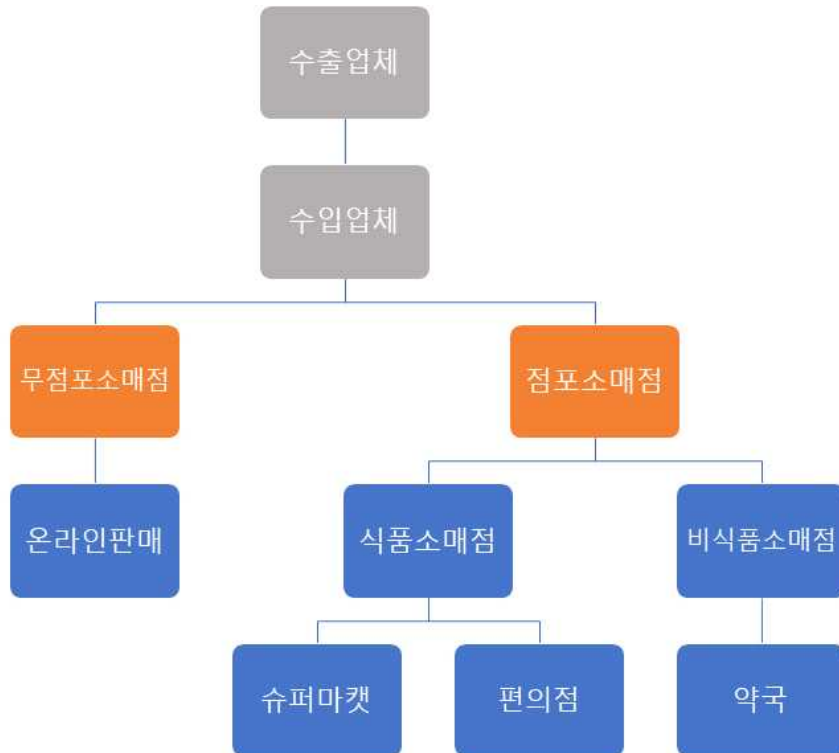 수출업체
수입업체
무점포소매점
점포소매점
온라인판매
식품소매점
비식품소매점
슈퍼마캣
편의점
약국